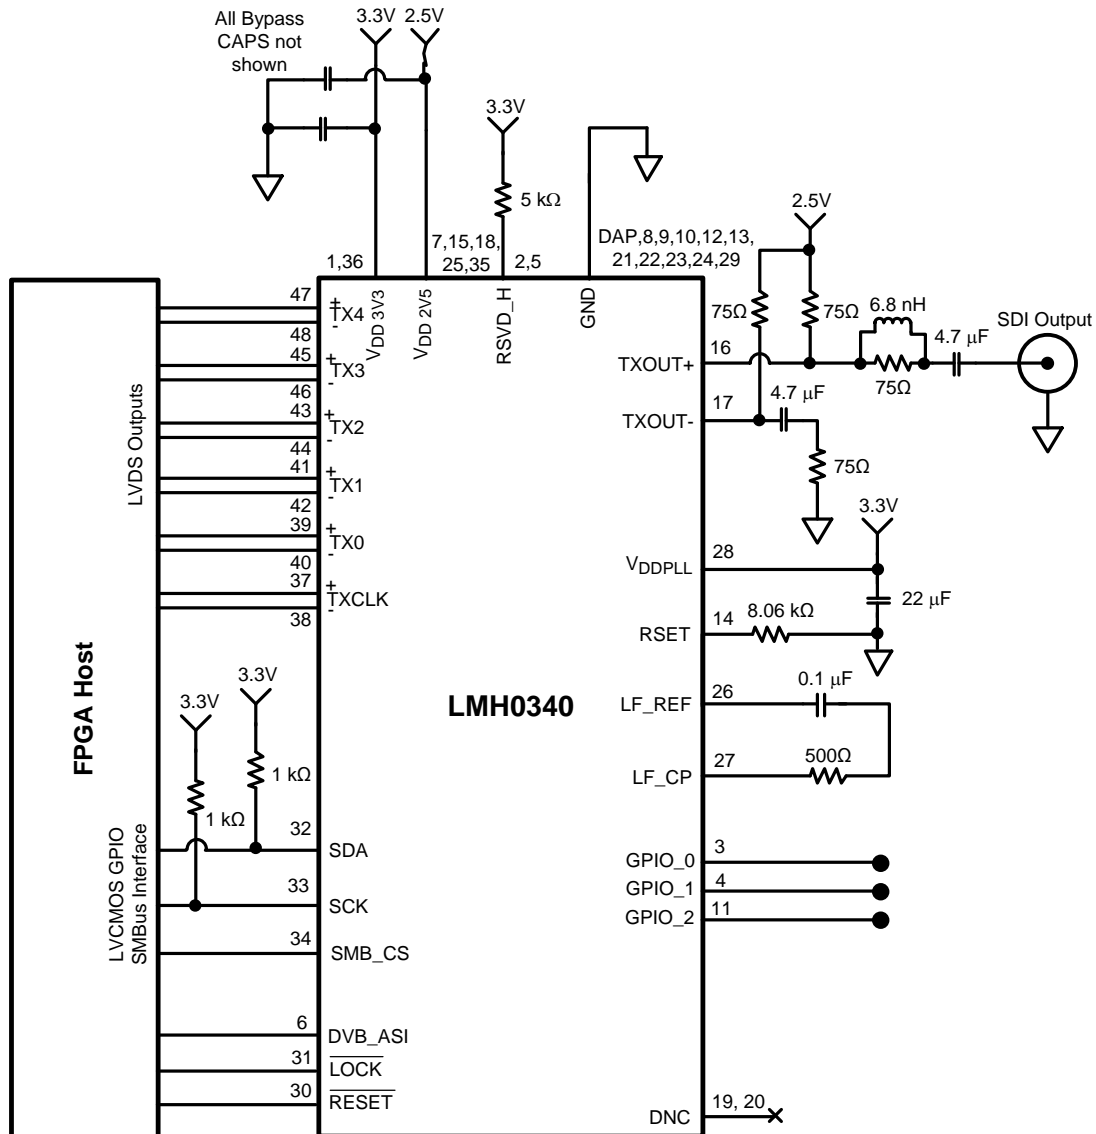 All Bypass
CAPS not
shown
3.3V
2.5V
3.3V
5 kΩ
1,36
7,15,18,
25,35
2,5
DAP,8,9,10,12,13,
21,22,23,24,29
VDD 3V3
VDD 2V5
RSVD_H
GND
2.5V
75Ω
75Ω
6.8 nH
4.7 µF
SDI Output
75Ω
16
TXOUT+
17
TXOUT-
4.7 µF
75Ω
3.3V
28
VDDPLL
22 µF
14
RSET
8.06 kΩ
26
LF_REF
0.1 µF
27
LF_CP
500Ω
3
GPIO_0
4
GPIO_1
11
GPIO_2
19, 20
DNC
LMH0340
FPGA Host
LVDS Outputs
47
+
TX4
-
48
45
+
TX3
-
46
43
+
TX2
-
44
41
+
TX1
-
42
39
+
TX0
-
40
37
+
TXCLK
-
38
3.3V
3.3V
1 kΩ
1 kΩ
LVCMOS GPIO
SMBus Interface
32
SDA
33
SCK
34
SMB_CS
6
DVB_ASI
31
LOCK
30
RESET